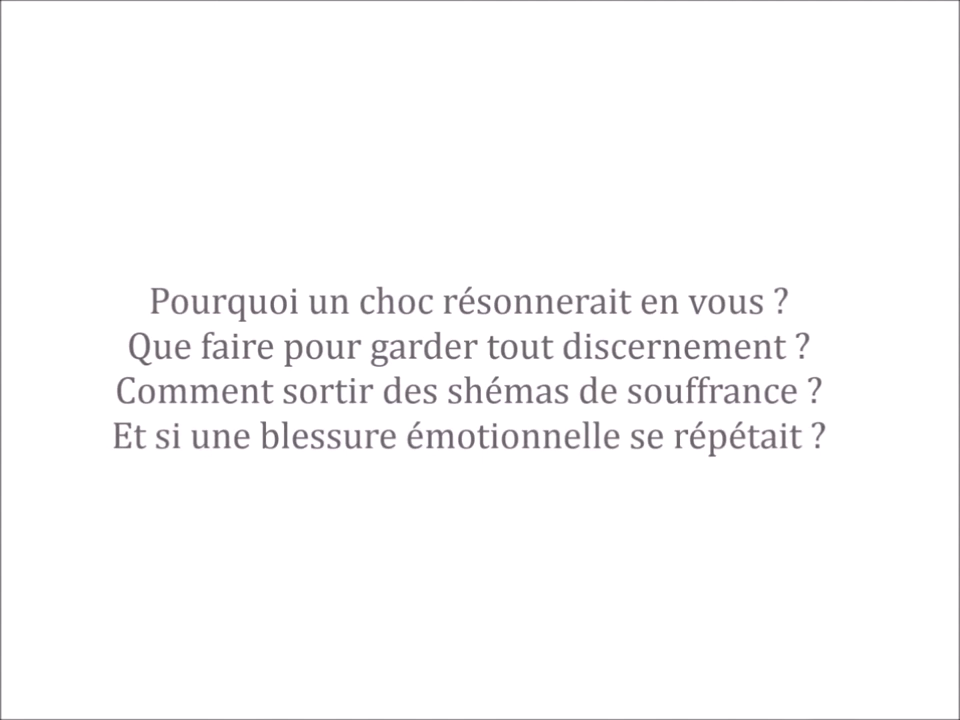 Pourquoi un choc résonnerait en vous ?
Que faire pour garder tout discernement ?
Comment sortir des shémas de souffrance ?
Et si une blessure émotionnelle se répétait ?